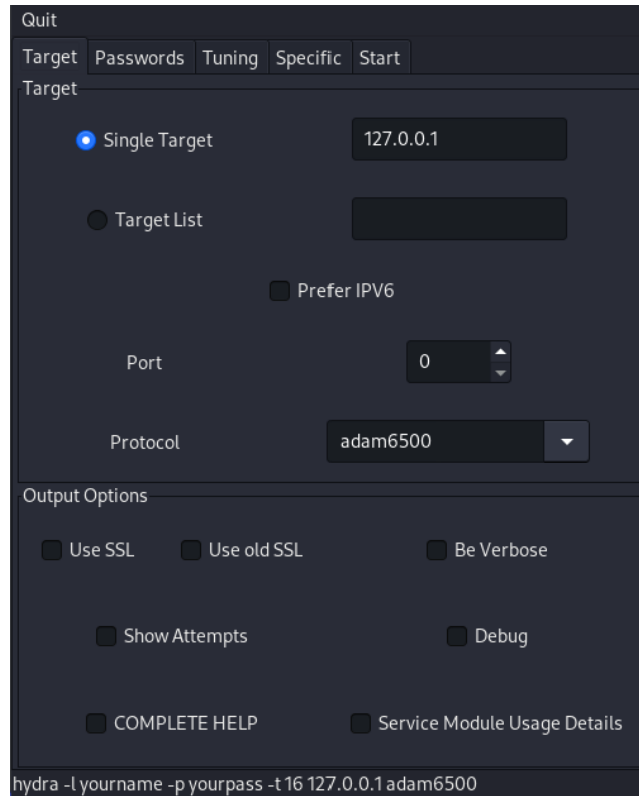 Quit
Target Passwords Tuning Specific Start
Target
Single Target 127.0.0.1
Target List
Prefer IPV6
Port 0
Protocol adam6500
Output Options
Use SSL Use old SSL Be Verbose
Show Attempts Debug
COMPLETE HELP Service Module Usage Details
hydra -l yourname -p yourpass -t 16 127.0.0.1 adam6500